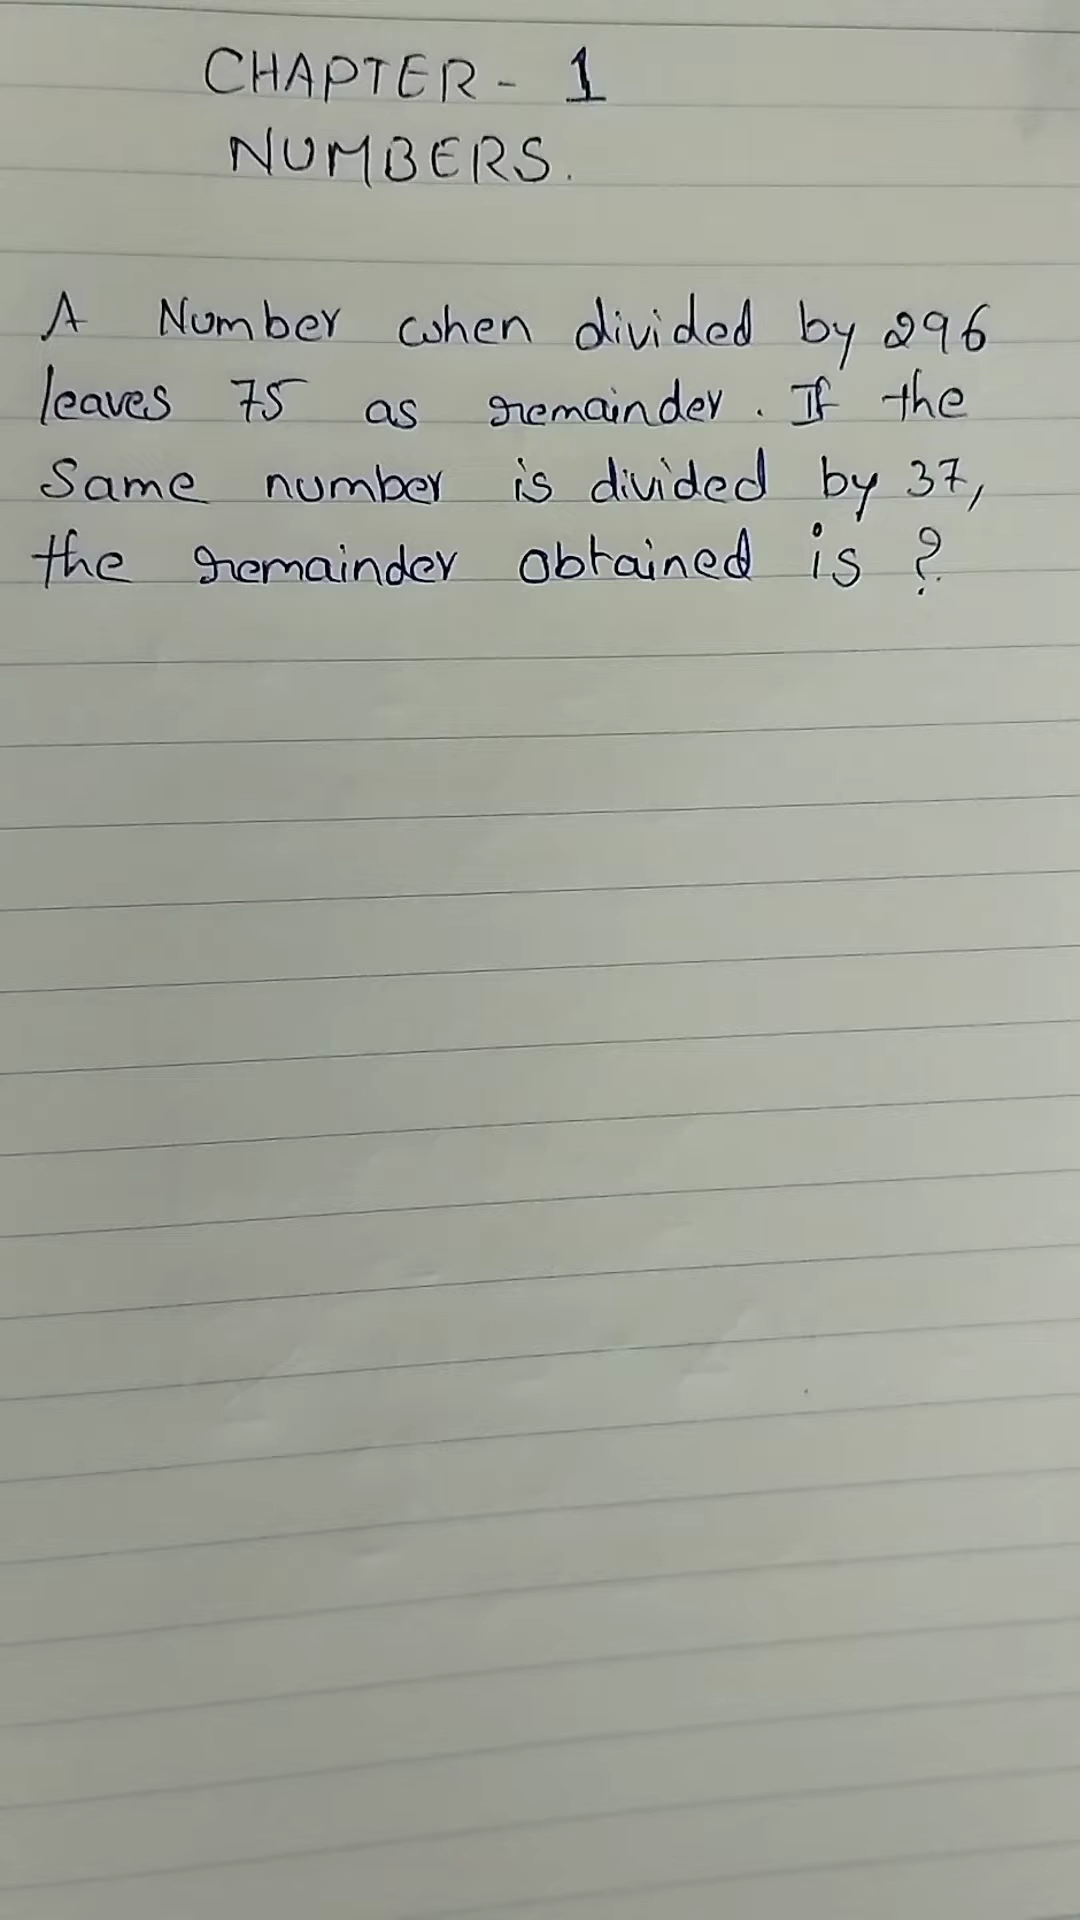 CHAPTER - 1
NUMBERS.
A Number when divided by 296
leaves 75 as remainder. If the
Same number is divided by 37,
the remainder obtained is ?